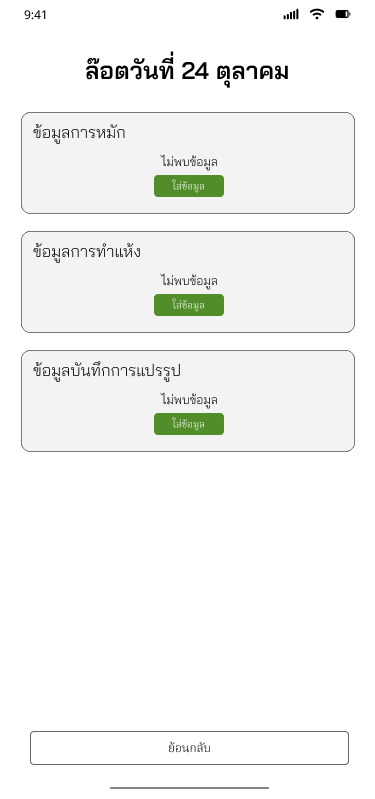 9:41
ล๊อตวันที่ 24 ตุลาคม
ข้อมูลการหมัก
ไม่พบข้อมูล
ใส่ข้อมูล
ข้อมูลการทำแห้ง
ไม่พบข้อมูล
ใส่ข้อมูล
ข้อมูลบันทึกการแปรรูป
ไม่พบข้อมูล
ใส่ข้อมูล
ย้อนกลับ